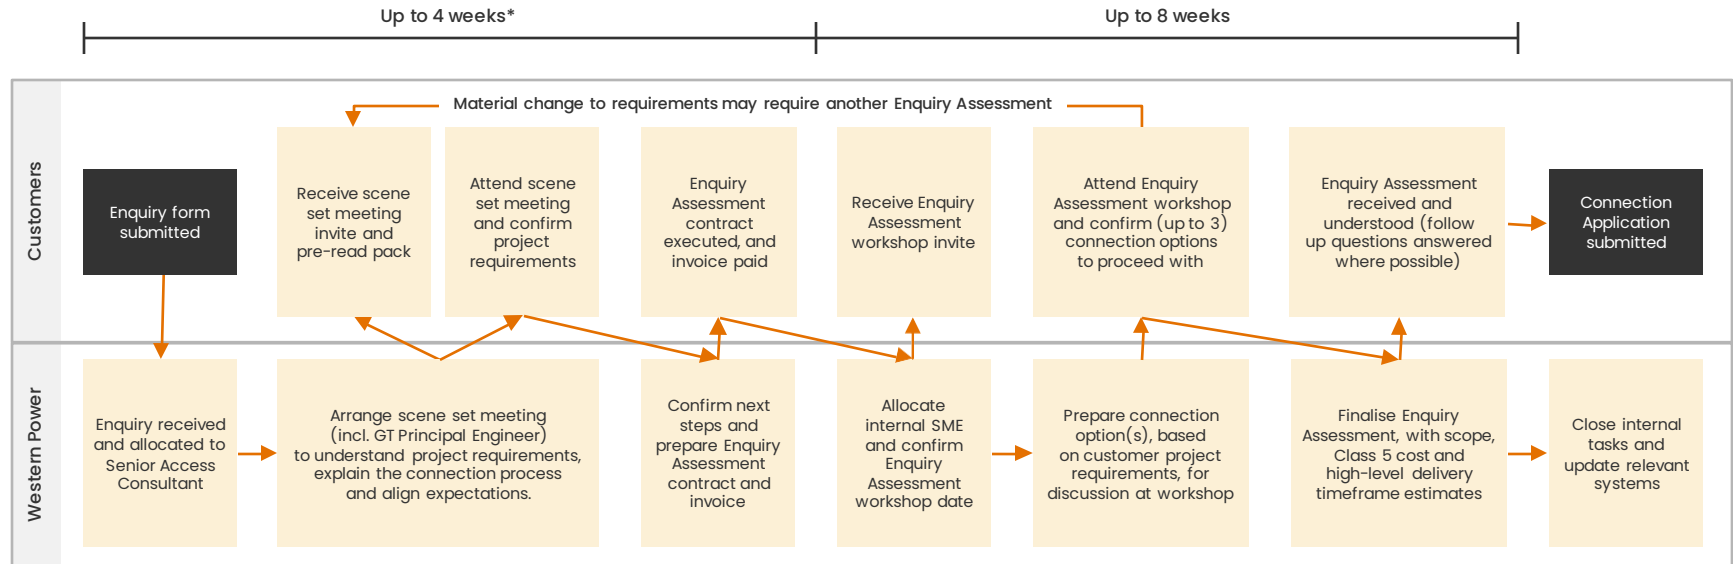 Up to 4 weeks*
Up to 8 weeks
Material change to requirements may require another Enquiry Assessment
Customers
Enquiry form
submitted
Receive scene
set meeting
invite and
pre-read pack
Attend scene
set meeting
and confirm
project
requirements
Enquiry
Assessment
contract
executed, and
invoice paid
Receive Enquiry
Assessment
workshop invite
Attend Enquiry
Assessment workshop
and confirm (up to 3)
connection options
to proceed with
Enquiry Assessment
received and
understood (follow
up questions answered
where possible)
Connection
Application
submitted
Western Power
Enquiry received
and allocated to
Senior Access
Consultant
Arrange scene set meeting
(incl. GT Principal Engineer)
to understand project requirements,
explain the connection process
and align expectations.
Confirm next
steps and
prepare Enquiry
Assessment
contract and
invoice
Allocate
internal SME
and confirm
Enquiry
Assessment
workshop date
Prepare connection
option(s), based
on customer project
requirements, for
discussion at workshop
Finalise Enquiry
Assessment, with scope,
Class 5 cost and
high-level delivery
timeframe estimates
Close internal
tasks and
update relevant
systems